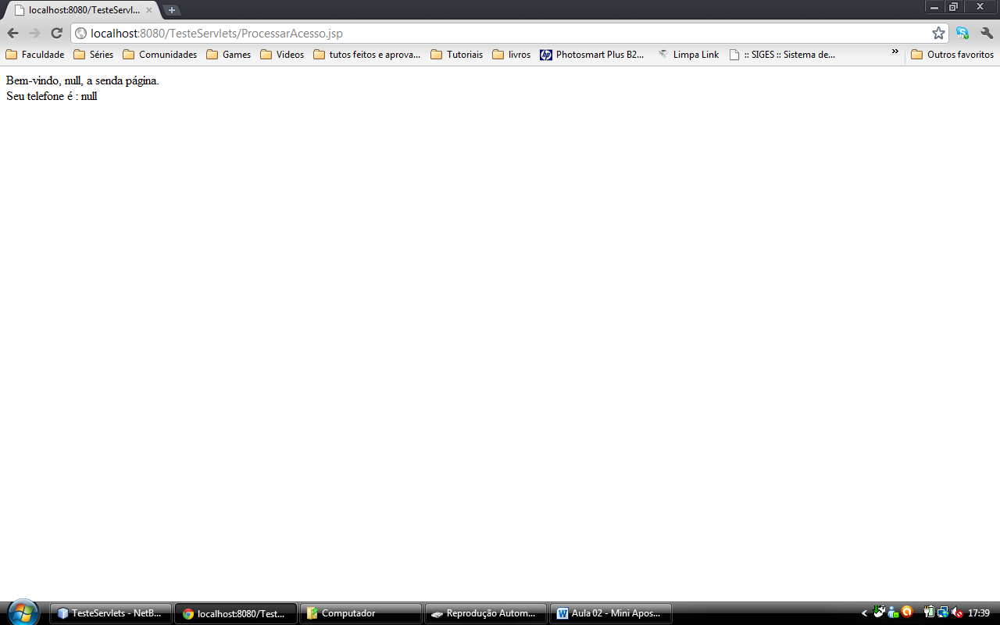 localhost:8080/TesteServl...
localhost:8080/TesteServlets/ProcessarAcesso.jsp
Faculdade Séries Comunidades Games Videos tutos feitos e aprova... Tutoriais livros hp Photosmart Plus B2... Limpa Link :: SIGES :: Sistema de... » Outros favoritos
Bem-vindo, null, a senda página.
Seu telefone é : null
TesteServlets - NetB... localhost:8080/Test... Computador Reprodução Autom... Aula 02 - Mini Apos... 17:39